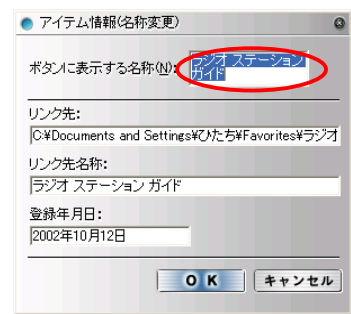 アイテム情報(名称変更)
ボタンに表示する名称(N):
ラジオ ステーション
ガイド
リンク先:
C:¥Documents and Settings¥ひたち¥Favorites¥ラジオ
リンク先名称:
ラジオ ステーション ガイド
登録年月日:
2002年10月12日
OK
キャンセル